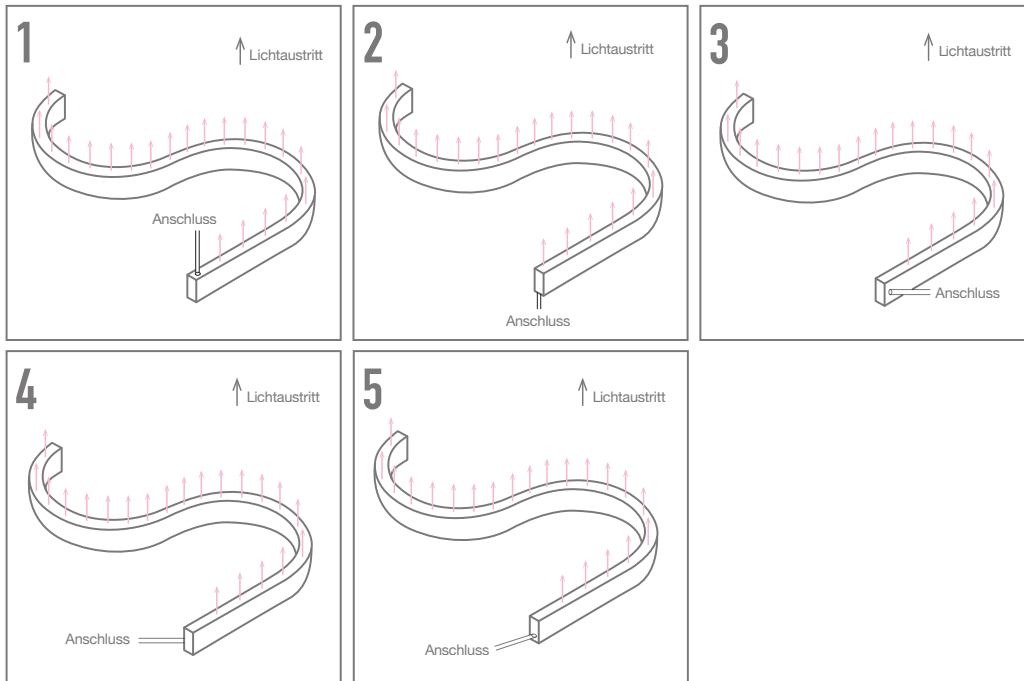 1
Lichtaustritt
Anschluss
2
Lichtaustritt
Anschluss
3
Lichtaustritt
Anschluss
4
Lichtaustritt
Anschluss
5
Lichtaustritt
Anschluss